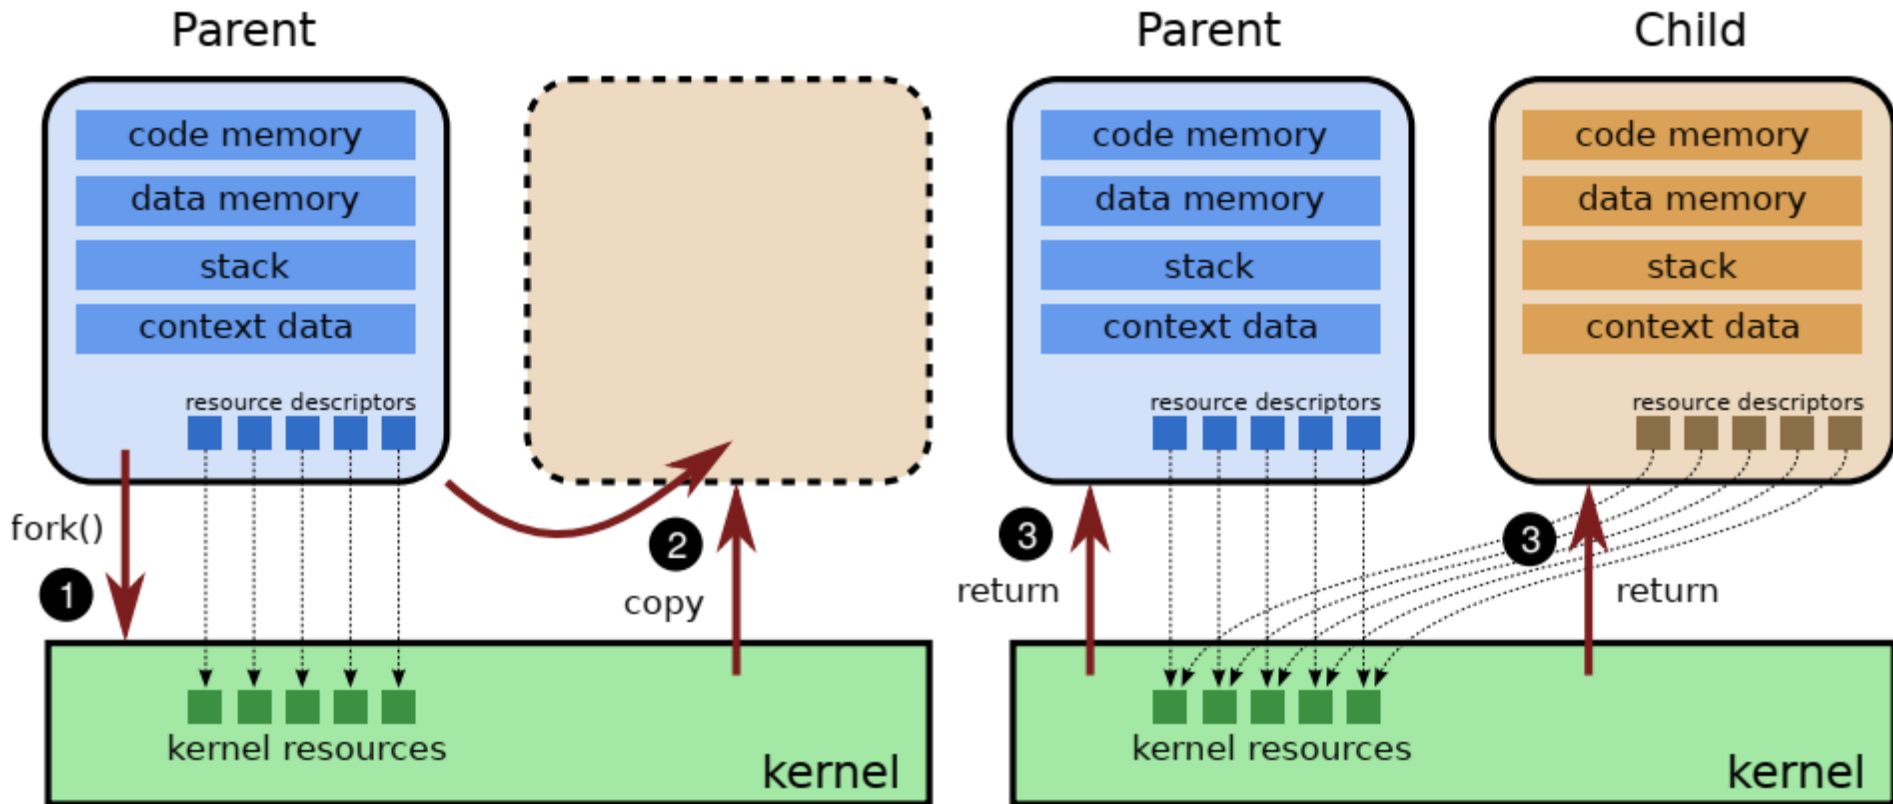 Parent
code memory
data memory
stack
context data
resource descriptors
fork()
1
2
copy
kernel resources
kernel
Parent
Child
code memory
data memory
stack
context data
resource descriptors
code memory
data memory
stack
context data
resource descriptors
3
return
3
return
kernel resources
kernel